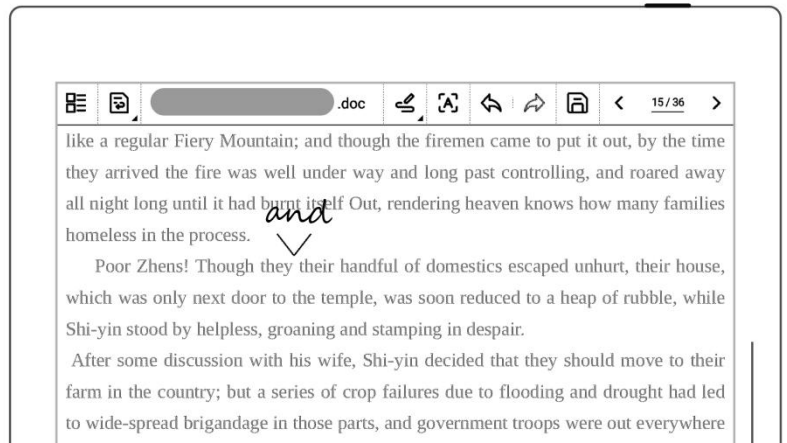 .doc
15 / 36
like a regular Fiery Mountain; and though the firemen came to put it out, by the time
they arrived the fire was well under way and long past controlling, and roared away
all night long until it had burnt itself Out, rendering heaven knows how many families
and
homeless in the process.
Poor Zhens! Though they their handful of domestics escaped unhurt, their house,
which was only next door to the temple, was soon reduced to a heap of rubble, while
Shi-yin stood by helpless, groaning and stamping in despair.
After some discussion with his wife, Shi-yin decided that they should move to their
farm in the country; but a series of crop failures due to flooding and drought had led
to wide-spread brigandage in those parts, and government troops were out everywhere